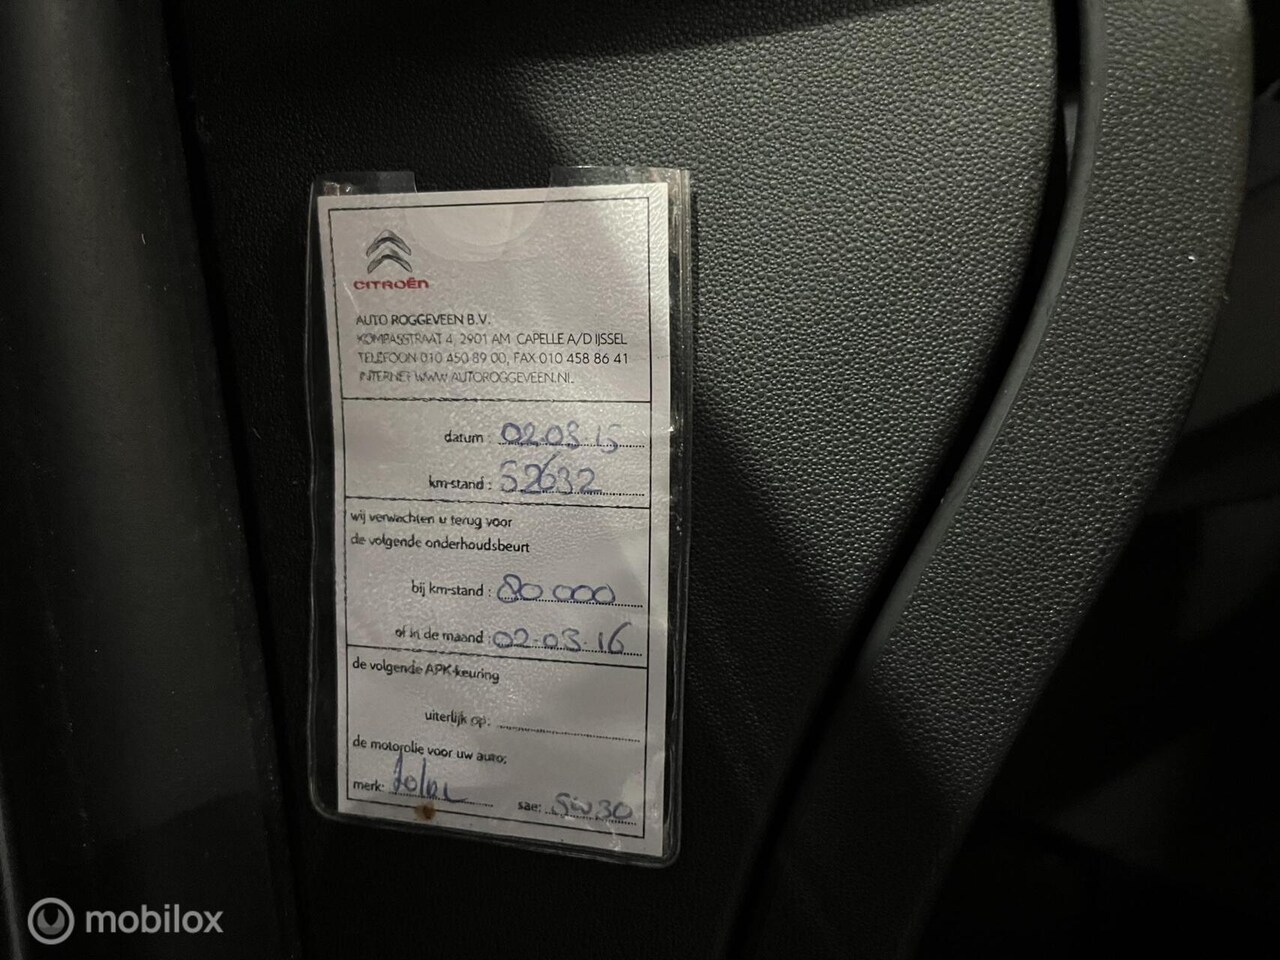 CITROËN
AUTO ROGGEVEEN B.V.
KOMPASSTRAAT 4, 2901 AM CAPELLE A/D IJSSEL
TELEFOON 010 450 89 00, FAX 010 458 86 41
INTERNET WWW.AUTOROGGEVEEN.NL
datum : 02-03 15
km-stand : 52632
wij verwachten u terug voor
de volgende onderhoudsbeurt
bij km-stand : 80 000
of in de maand : 02-03-16
de volgende APK-keuring
uiterlijk op:
de motorolie voor uw auto;
merk: Total sae: 5w30
mobilox